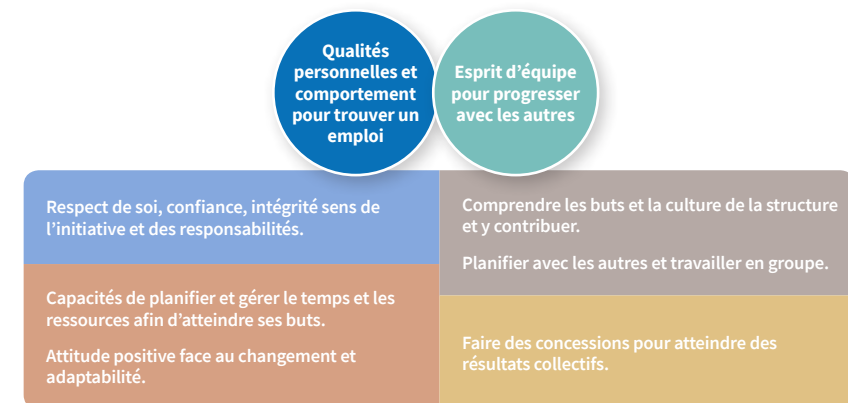 Qualités
personnelles et
comportement
pour trouver un
emploi
Esprit d’équipe
pour progresser
avec les autres
Respect de soi, confiance, intégrité sens de
l’initiative et des responsabilités.
Capacités de planifier et gérer le temps et les
ressources afin d’atteindre ses buts.
Attitude positive face au changement et
adaptabilité.
Comprendre les buts et la culture de la structure
et y contribuer.
Planifier avec les autres et travailler en groupe.
Faire des concessions pour atteindre des
résultats collectifs.